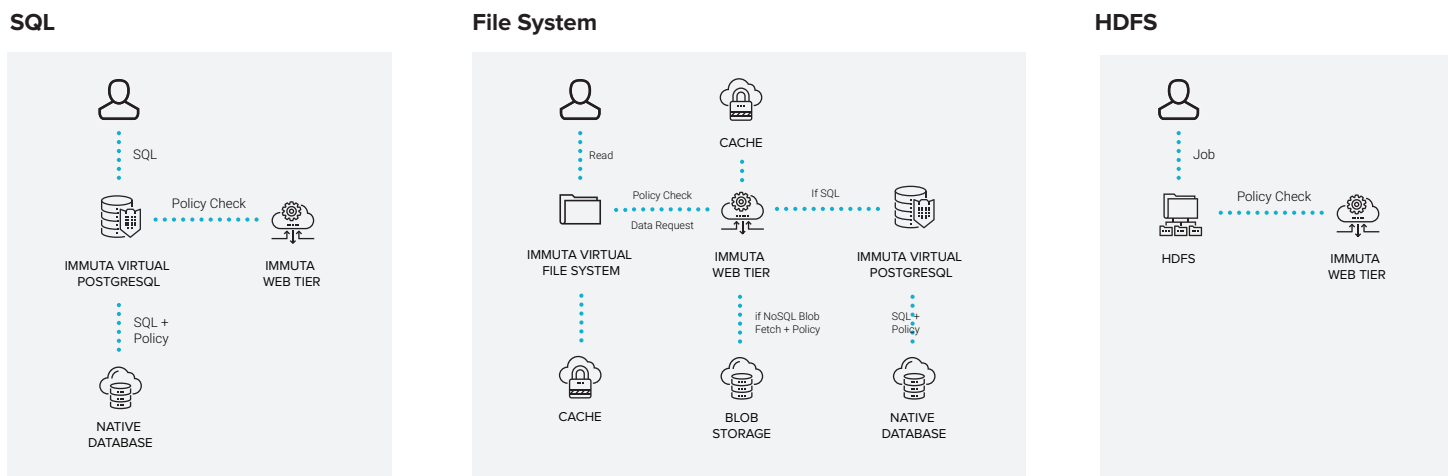 SQL
SQL
Policy Check
IMMUTA VIRTUAL
POSTGRESQL
IMMUTA
WEB TIER
SQL +
Policy
NATIVE
DATABASE
File System
CACHE
Read
Policy Check
If SQL
Data Request
IMMUTA VIRTUAL
FILE SYSTEM
IMMUTA
WEB TIER
IMMUTA VIRTUAL
POSTGRESQL
if NoSQL Blob
Fetch + Policy
SQL +
Policy
CACHE
BLOB
STORAGE
NATIVE
DATABASE
HDFS
Job
Policy Check
HDFS
IMMUTA
WEB TIER